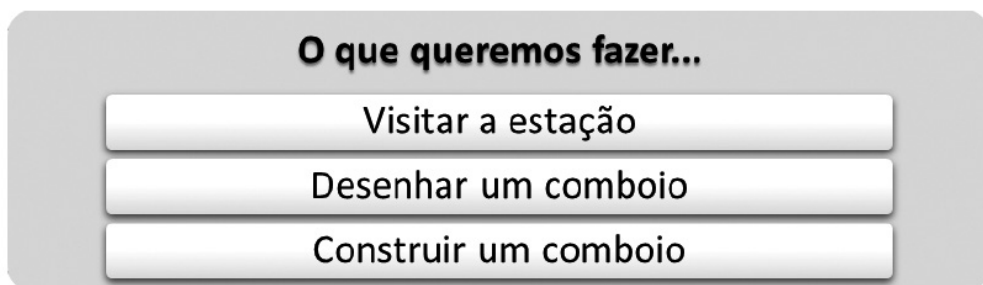 O que queremos fazer...
Visitar a estação
Desenhar um comboio
Construir um comboio